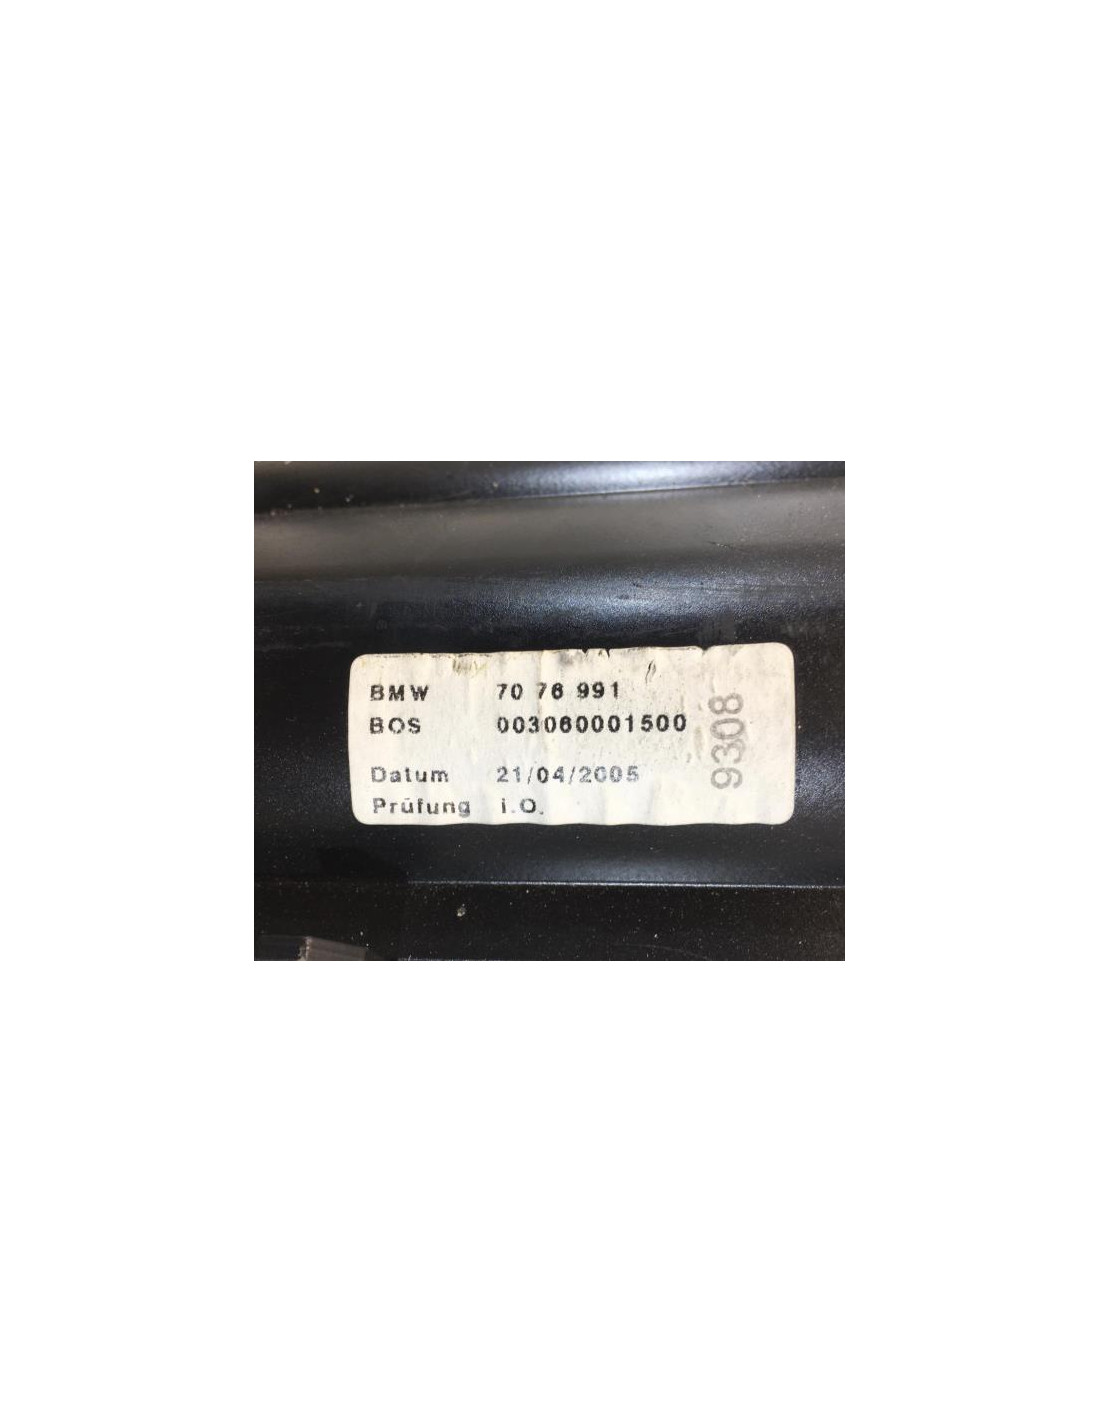 BMW 70 76 991
BOS 003060001500
Datum 21/04/2005
Prüfung i.O.
9308